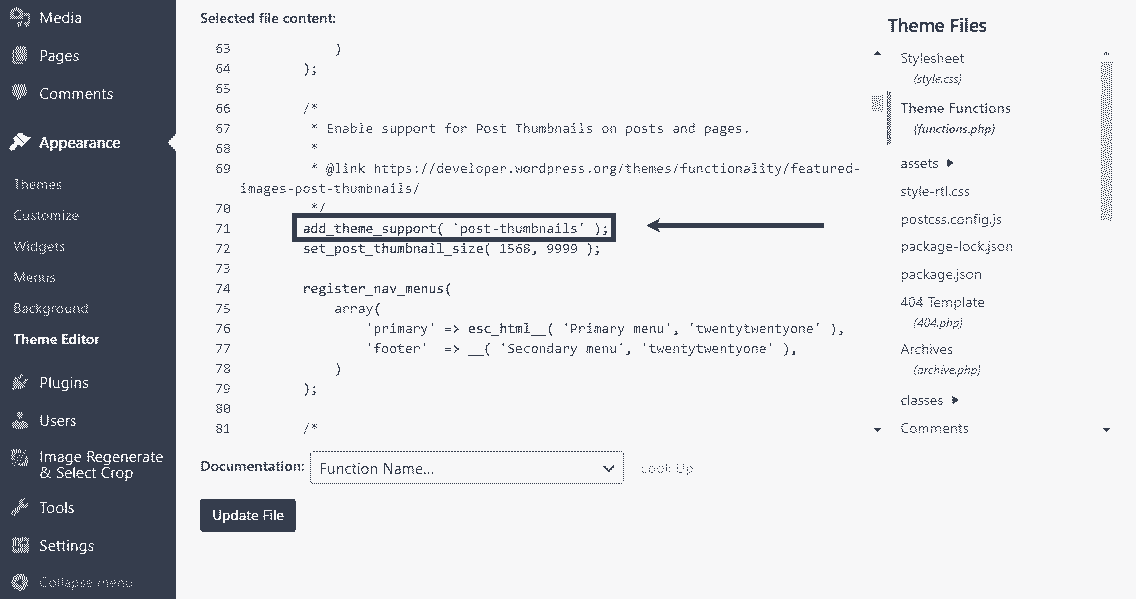 Media
Pages
Comments
Appearance
Themes
Customize
Widgets
Menus
Background
Theme Editor
Plugins
Users
Image Regenerate
& Select Crop
Tools
Settings
Collapse menu
Selected file content:
63 )
64 );
65
66 /*
67 * Enable support for Post Thumbnails on posts and pages.
68 *
69 * @link https://developer.wordpress.org/themes/functionality/featured-
images-post-thumbnails/
70 */
71 add_theme_support( 'post-thumbnails' );
72 set_post_thumbnail_size( 1568, 9999 );
73
74 register_nav_menus(
75 array(
76 'primary' => esc_html__( 'Primary menu', 'twentytwentyone' ),
77 'footer' => __( 'Secondary menu', 'twentytwentyone' ),
78 )
79 );
80
81 /*
Documentation: Function Name... Look Up
Update File
Theme Files
Stylesheet
(style.css)
Theme Functions
(functions.php)
assets
style-rtl.css
postcss.config.js
package-lock.json
package.json
404 Template
(404.php)
Archives
(archive.php)
classes
Comments